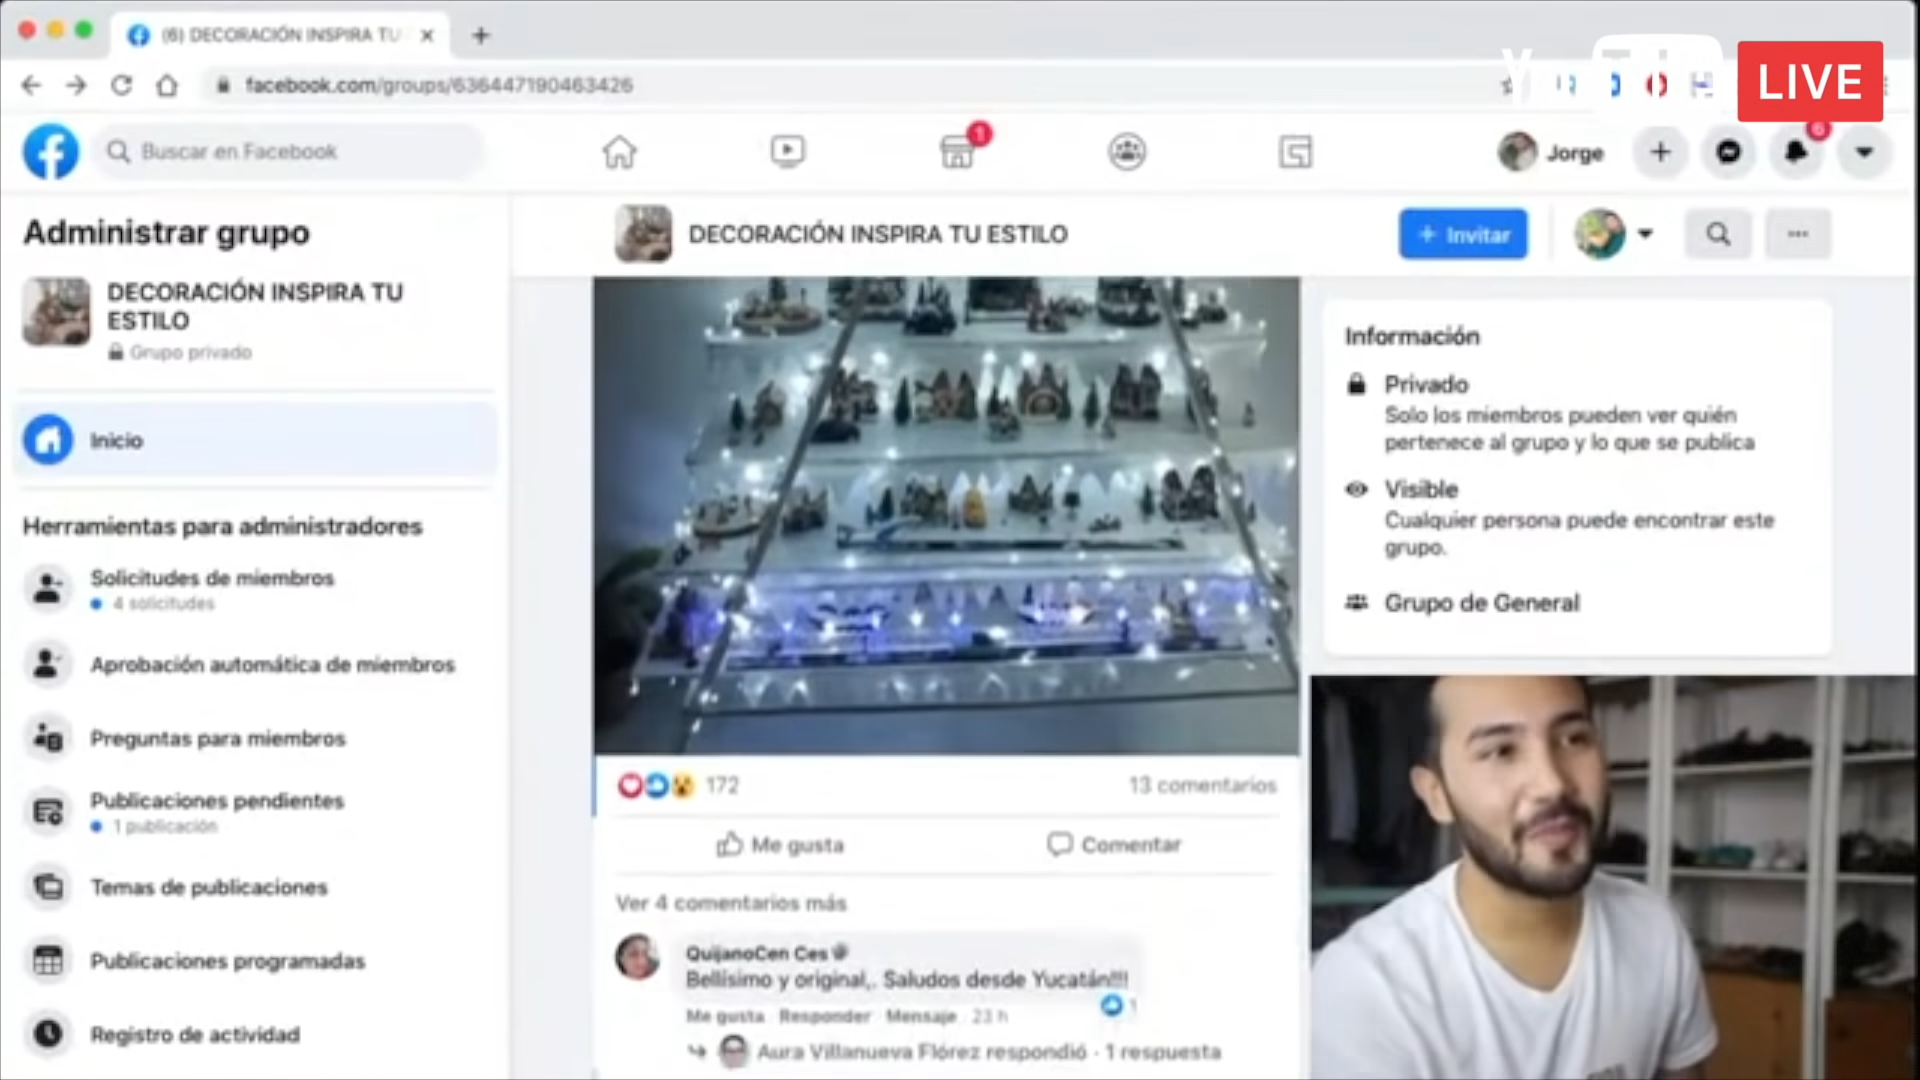 (6) DECORACIÓN INSPIRA TU
facebook.com/groups/636447190463426
YouTube
LIVE
Buscar en Facebook
1
Jorge
6
Administrar grupo
DECORACIÓN INSPIRA TU
ESTILO
Grupo privado
Inicio
Herramientas para administradores
Solicitudes de miembros
4 solicitudes
Aprobación automática de miembros
Preguntas para miembros
Publicaciones pendientes
1 publicación
Temas de publicaciones
Publicaciones programadas
Registro de actividad
DECORACIÓN INSPIRA TU ESTILO
+ Invitar
172
13 comentarios
Me gusta
Comentar
Ver 4 comentarios más
QuijanoCen Ces
Bellísimo y original,. Saludos desde Yucatán!!!
1
Me gusta · Responder · Mensaje · 23 h
Aura Villanueva Flórez respondió · 1 respuesta
Información
Privado
Solo los miembros pueden ver quién
pertenece al grupo y lo que se publica
Visible
Cualquier persona puede encontrar este
grupo.
Grupo de General